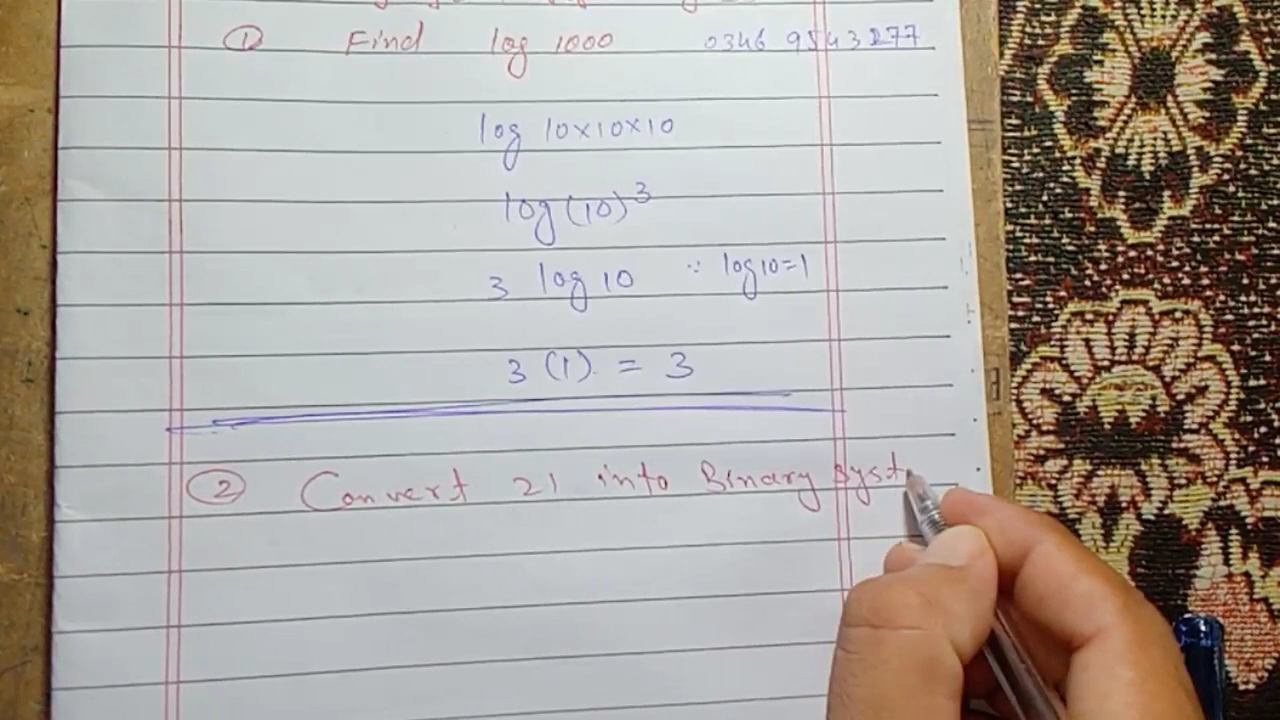 ① Find log 1000 0346 9543277
log 10×10×10
log (10)³
3 log 10 ∵ log10=1
3 (1) = 3
② Convert 21 into Binary Syst